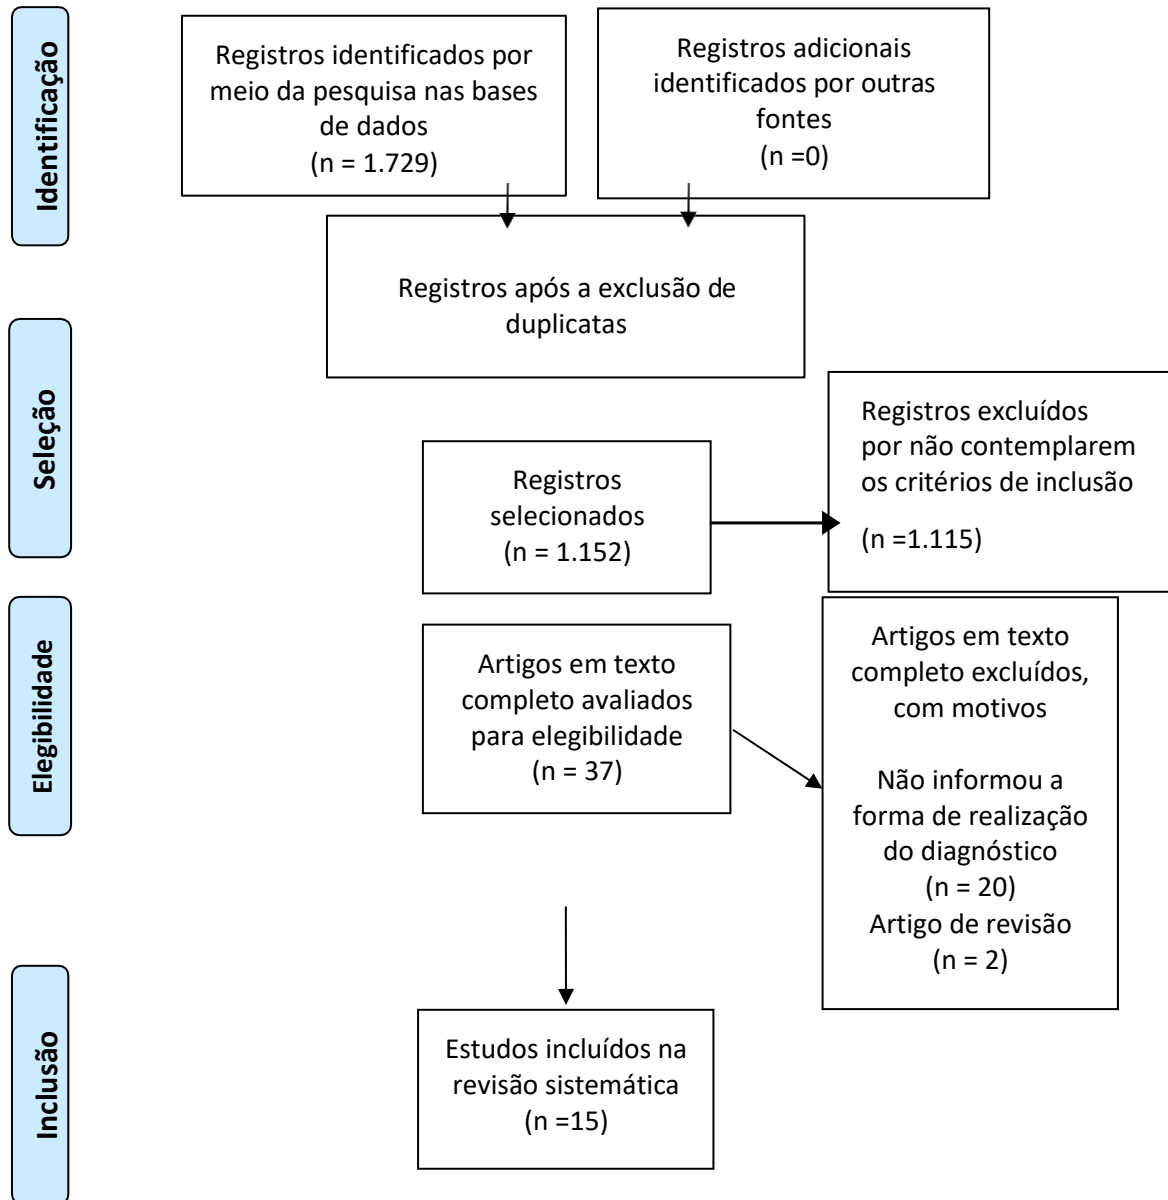 Identificação
Registros identificados por
meio da pesquisa nas bases
de dados
(n = 1.729)
Registros adicionais
identificados por outras
fontes
(n =0)
Registros após a exclusão de
duplicatas
Seleção
Registros
selecionados
(n = 1.152)
Registros excluídos
por não contemplarem
os critérios de inclusão
(n =1.115)
Elegibilidade
Artigos em texto
completo avaliados
para elegibilidade
(n = 37)
Artigos em texto
completo excluídos,
com motivos
Não informou a
forma de realização
do diagnóstico
(n = 20)
Artigo de revisão
(n = 2)
Inclusão
Estudos incluídos na
revisão sistemática
(n =15)